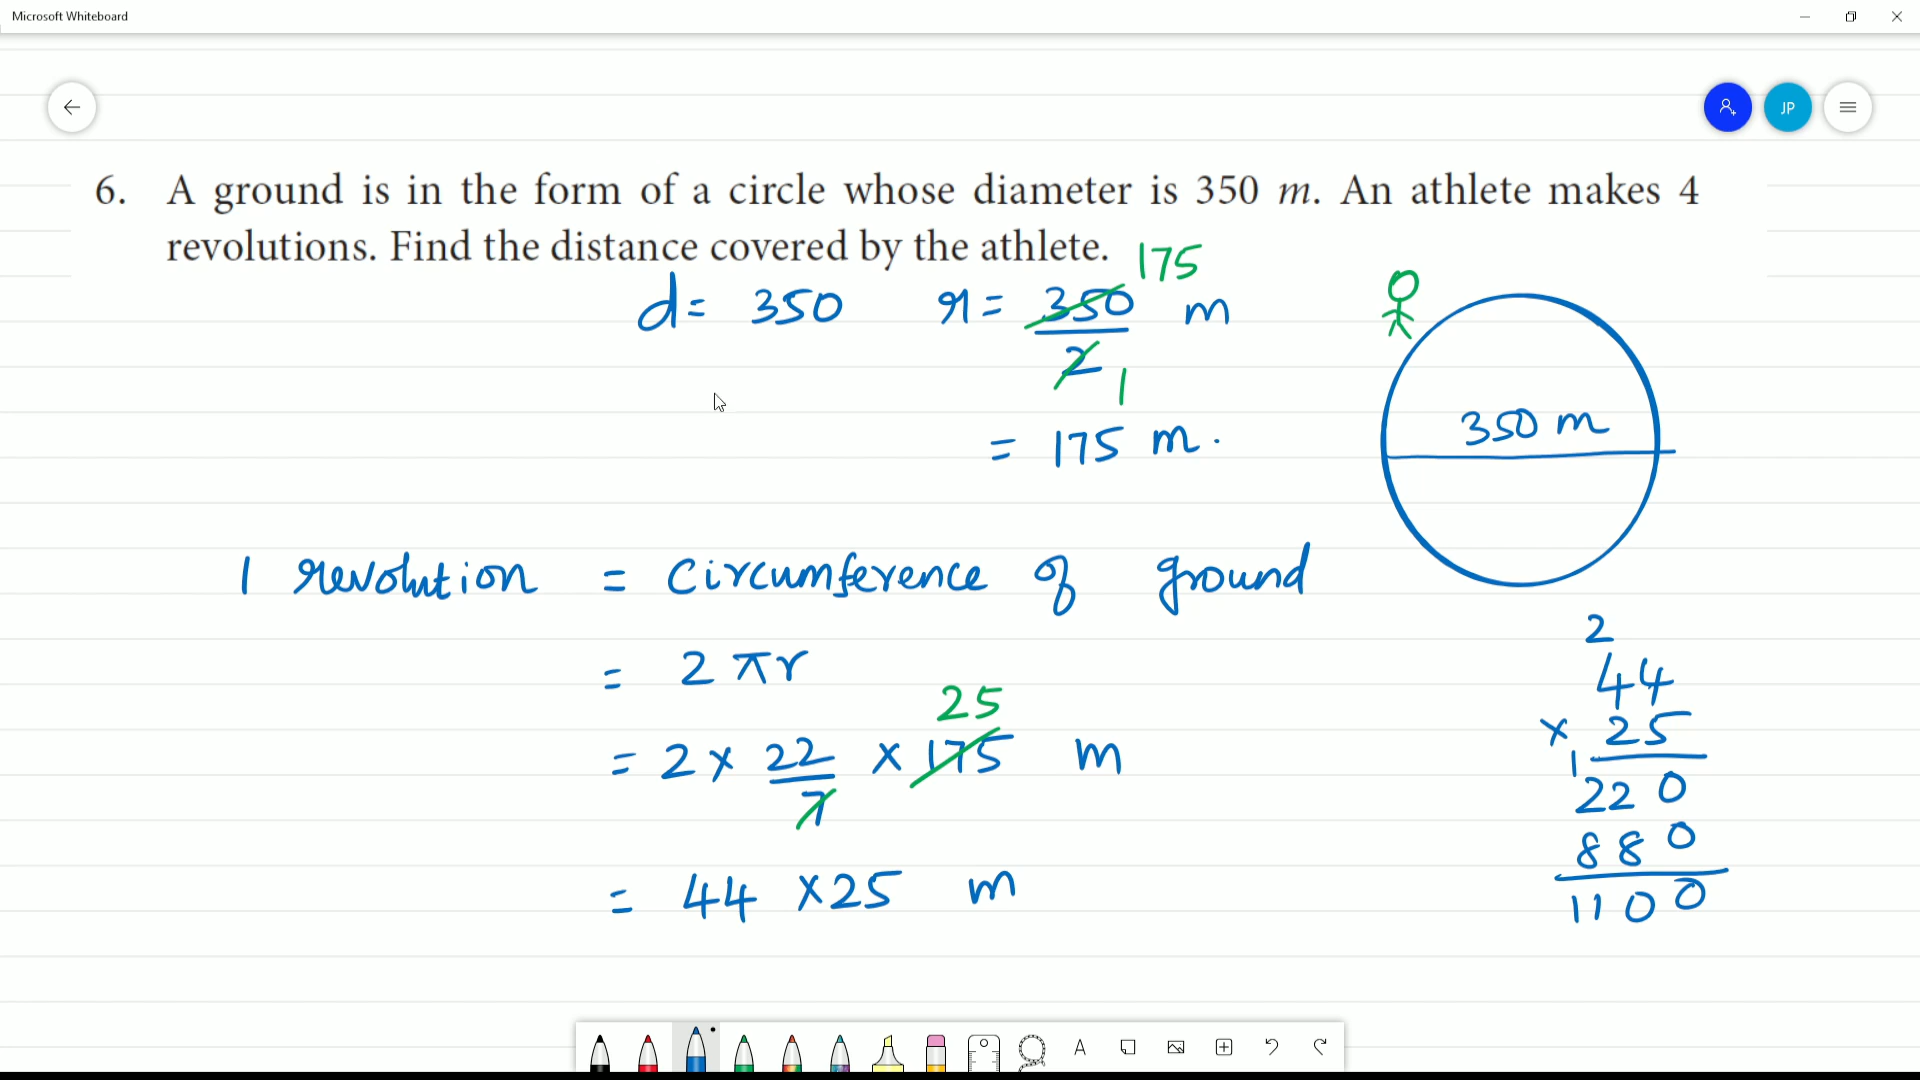 Microsoft Whiteboard
JP
6. A ground is in the form of a circle whose diameter is 350 m. An athlete makes 4
revolutions. Find the distance covered by the athlete.
175
d = 350 r = 350 m
2 1
= 175 m.
350 m
1 revolution = Circumference of ground
= 2 π r
25
= 2 × 22 × 175 m
7
= 44 × 25 m
2
44
× 25
1
220
880
1100
A